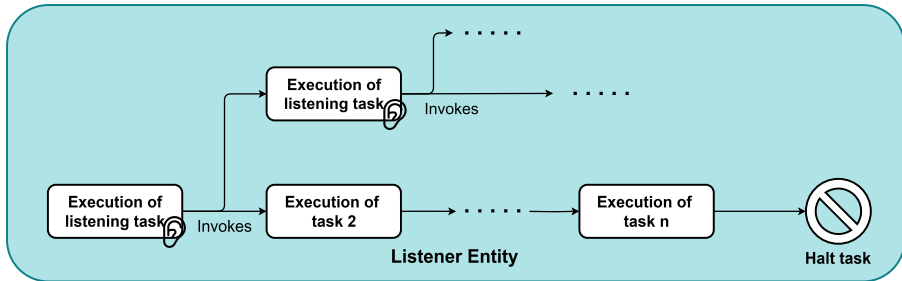 Execution of
listening task
Invokes
Execution of
listening task
Invokes
Execution of
task 2
Execution of
task n
Halt task
Listener Entity